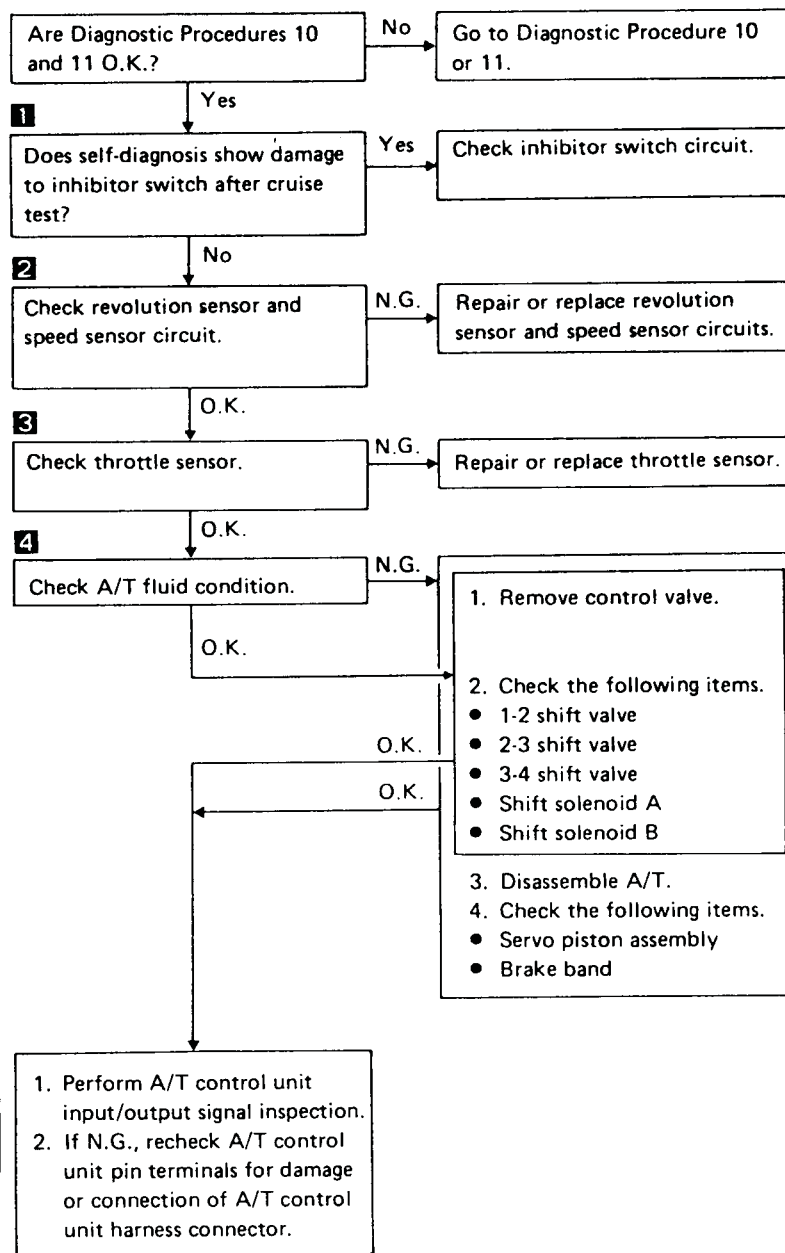 Are Diagnostic Procedures 10
and 11 O.K.?
No
Go to Diagnostic Procedure 10
or 11.
Yes
1
Does self-diagnosis show damage
to inhibitor switch after cruise
test?
Yes
Check inhibitor switch circuit.
No
2
Check revolution sensor and
speed sensor circuit.
N.G.
Repair or replace revolution
sensor and speed sensor circuits.
O.K.
3
Check throttle sensor.
N.G.
Repair or replace throttle sensor.
O.K.
4
Check A/T fluid condition.
N.G.
O.K.
1. Remove control valve.
2. Check the following items.
● 1-2 shift valve
● 2-3 shift valve
● 3-4 shift valve
● Shift solenoid A
● Shift solenoid B
O.K.
O.K.
3. Disassemble A/T.
4. Check the following items.
● Servo piston assembly
● Brake band
1. Perform A/T control unit
input/output signal inspection.
2. If N.G., recheck A/T control
unit pin terminals for damage
or connection of A/T control
unit harness connector.